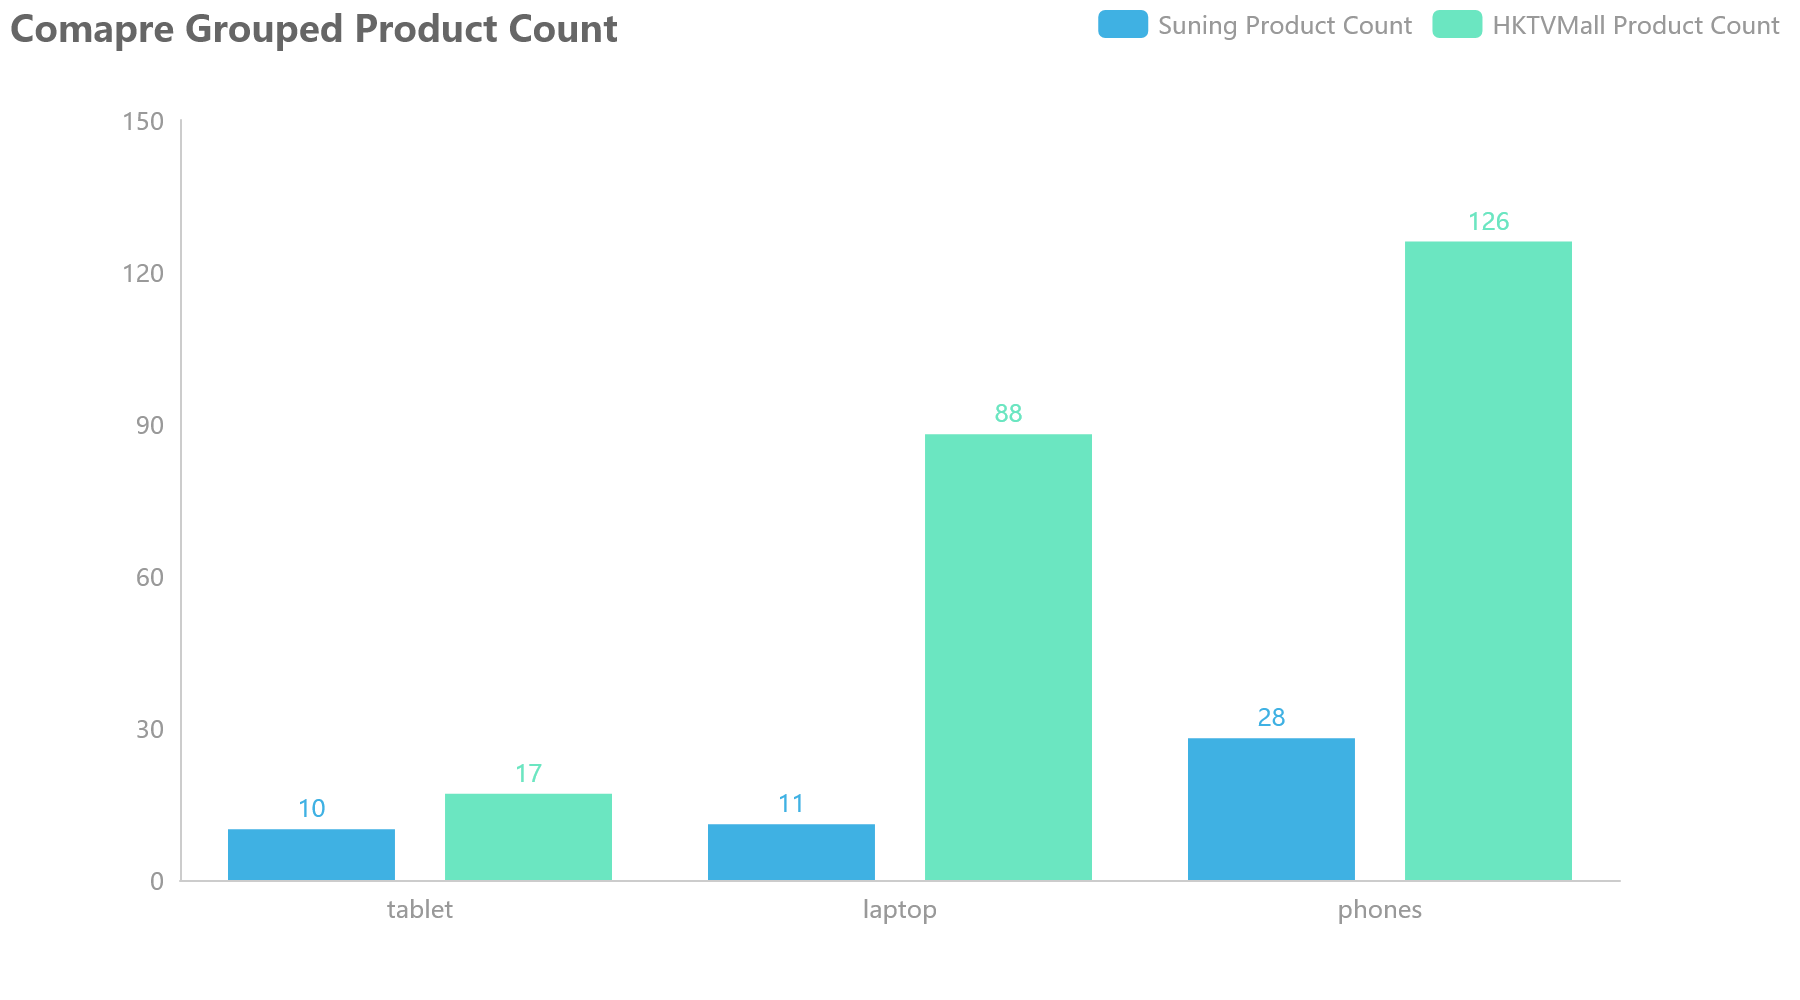 Comapre Grouped Product Count
Suning Product Count
HKTVMall Product Count
150
120
90
60
30
0
10
17
11
88
28
126
tablet
laptop
phones